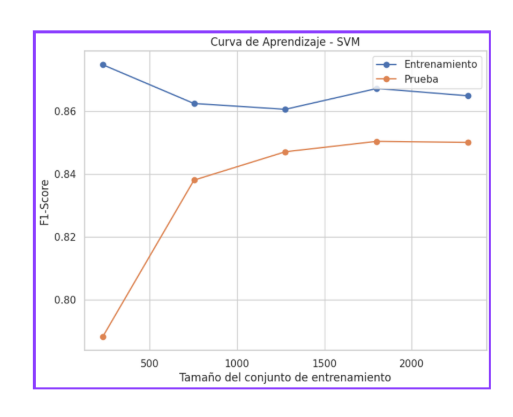 Curva de Aprendizaje - SVM
Entrenamiento
Prueba
0.86
0.84
0.82
0.80
F1-Score
500
1000
1500
2000
Tamaño del conjunto de entrenamiento